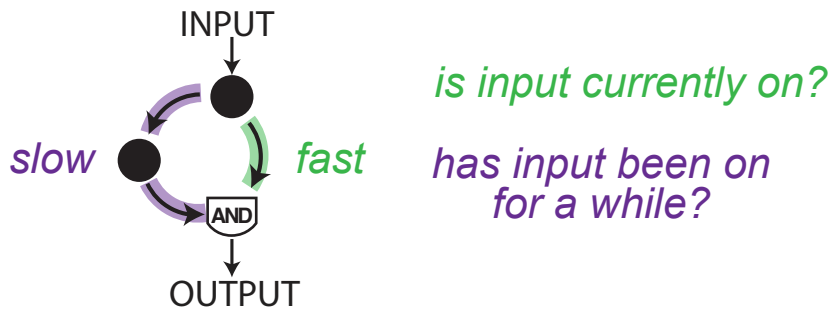 INPUT
is input currently on?
slow
fast
has input been on
for a while?
AND
OUTPUT